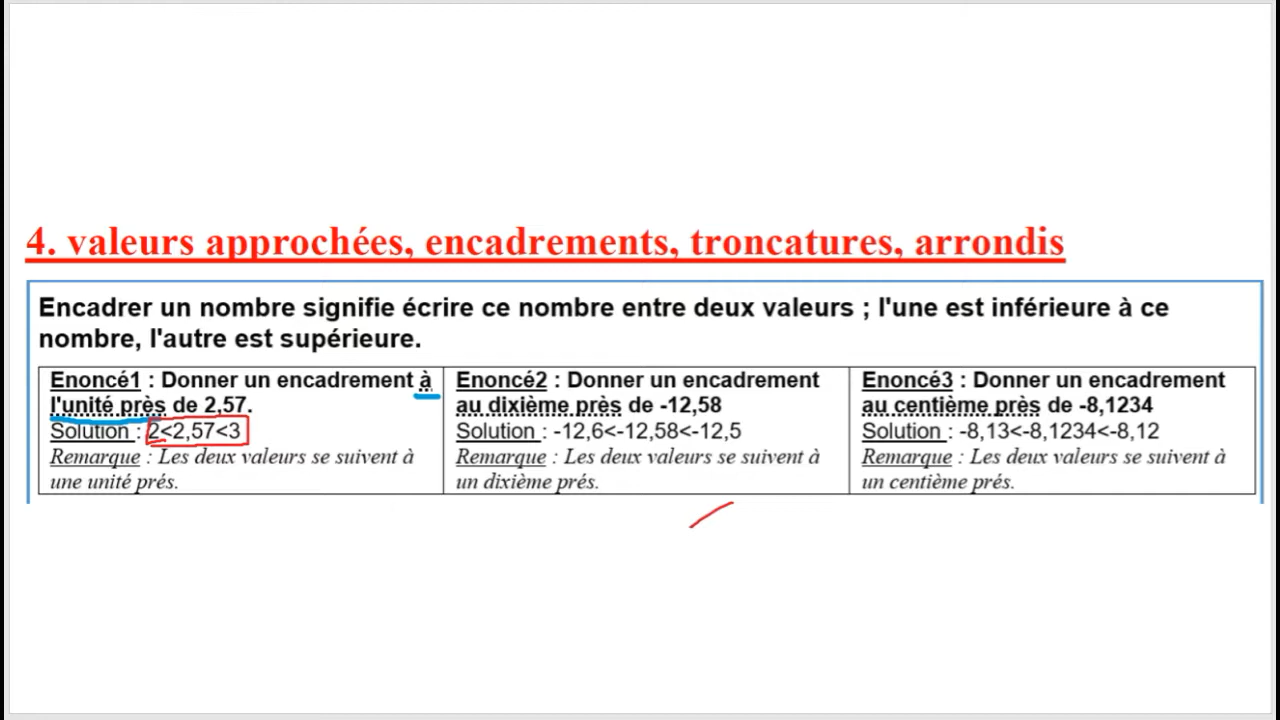 4. valeurs approchées, encadrements, troncatures, arrondis
Encadrer un nombre signifie écrire ce nombre entre deux valeurs ; l'une est inférieure à ce
nombre, l'autre est supérieure.
Enoncé1 : Donner un encadrement à
l'unité près de 2,57.
Solution : 2<2,57<3
Remarque : Les deux valeurs se suivent à
une unité prés.
Enoncé2 : Donner un encadrement
au dixième près de -12,58
Solution : -12,6<-12,58<-12,5
Remarque : Les deux valeurs se suivent à
un dixième prés.
Enoncé3 : Donner un encadrement
au centième près de -8,1234
Solution : -8,13<-8,1234<-8,12
Remarque : Les deux valeurs se suivent à
un centième prés.